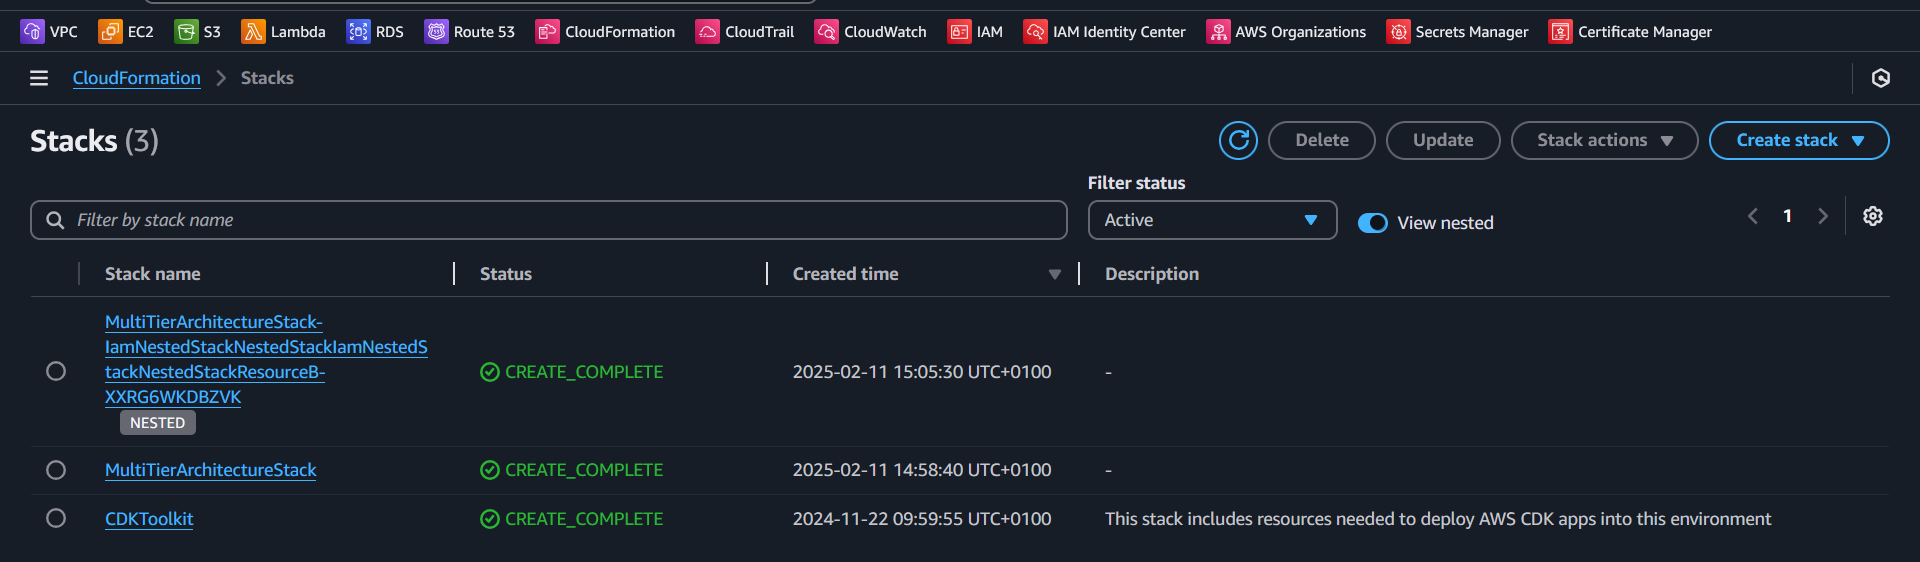 VPC EC2 S3 Lambda RDS Route 53 CloudFormation CloudTrail CloudWatch IAM IAM Identity Center AWS Organizations Secrets Manager Certificate Manager
CloudFormation Stacks
Stacks (3) Delete Update Stack actions Create stack
Filter status
Filter by stack name Active View nested 1
Stack name Status Created time Description
MultiTierArchitectureStack-
IamNestedStackNestedStackIamNestedS
tackNestedStackResourceB- CREATE_COMPLETE 2025-02-11 15:05:30 UTC+0100 -
XXRG6WKDBZVK
NESTED
MultiTierArchitectureStack CREATE_COMPLETE 2025-02-11 14:58:40 UTC+0100 -
CDKToolkit CREATE_COMPLETE 2024-11-22 09:59:55 UTC+0100 This stack includes resources needed to deploy AWS CDK apps into this environment